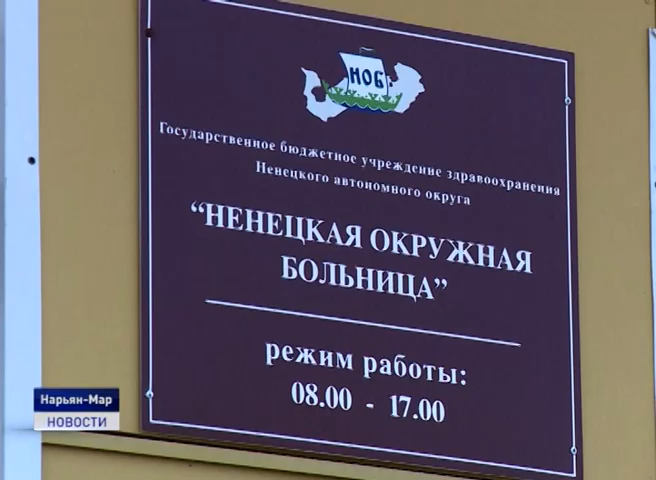 НОБ
Государственное бюджетное учреждение здравоохранения
Ненецкого автономного округа
“НЕНЕЦКАЯ ОКРУЖНАЯ
БОЛЬНИЦА”
режим работы:
08.00 - 17.00
Нарьян-Мар
НОВОСТИ